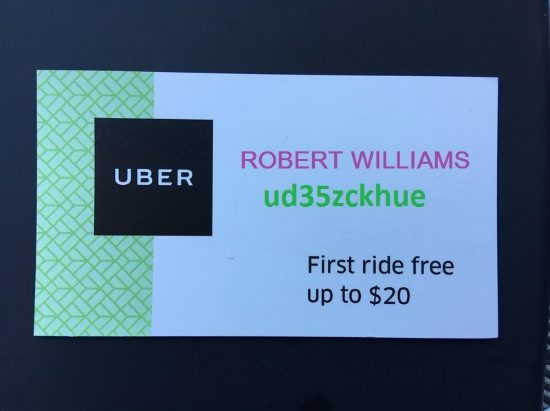 UBER
ROBERT WILLIAMS
ud35zckhue
First ride free
up to $20